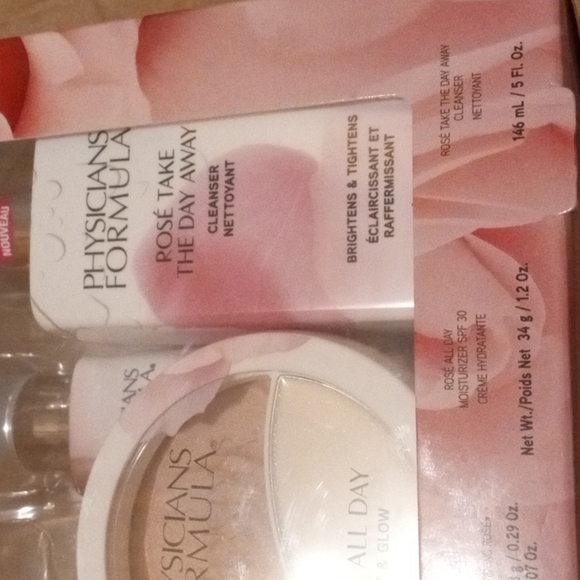 NOUVEAU
PHYSICIANS
FORMULA
ROSÉ TAKE
THE DAY AWAY
CLEANSER
NETTOYANT
BRIGHTENS & TIGHTENS
ÉCLAIRCISSANT ET
RAFFERMISSANT
ROSÉ TAKE THE DAY AWAY
CLEANSER
NETTOYANT
146 mL / 5 Fl. Oz.
ROSÉ ALL DAY
MOISTURIZER SPF 30
CRÈME HYDRATANTE
Net Wt./Poids Net 34 g / 1.2 Oz.
ALL DAY
& GLOW
g / 0.29 Oz.
07 Oz.